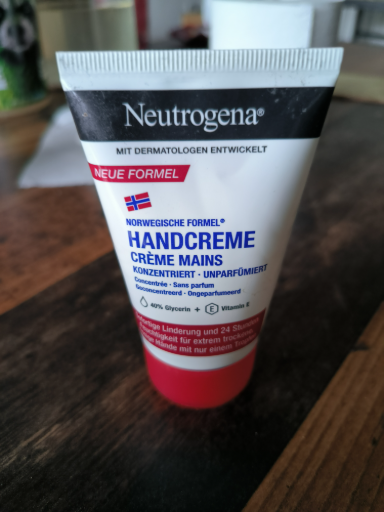 Neutrogena®
MIT DERMATOLOGEN ENTWICKELT
NEUE FORMEL
NORWEGISCHE FORMEL®
HANDCREME
CRÈME MAINS
KONZENTRIERT · UNPARFÜMIERT
Concentrée · Sans parfum
Geconcentreerd · Ongeparfumeerd
40% Glycerin + E Vitamin E
Linderung und 24 Stunden
für extrem trockene
Hände mit nur einem